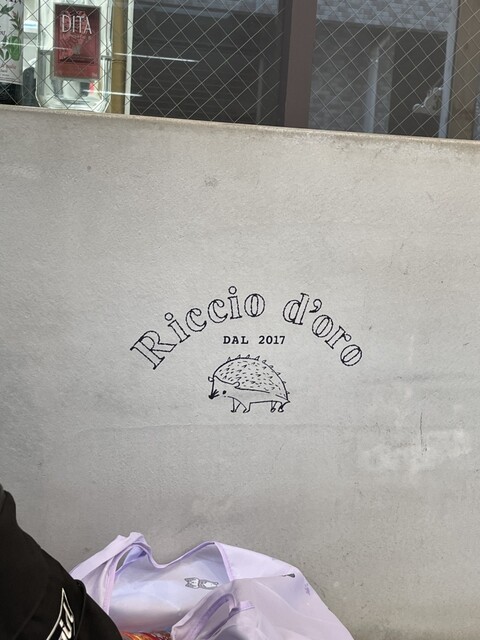 DITA
Riccio d'oro
DAL 2017